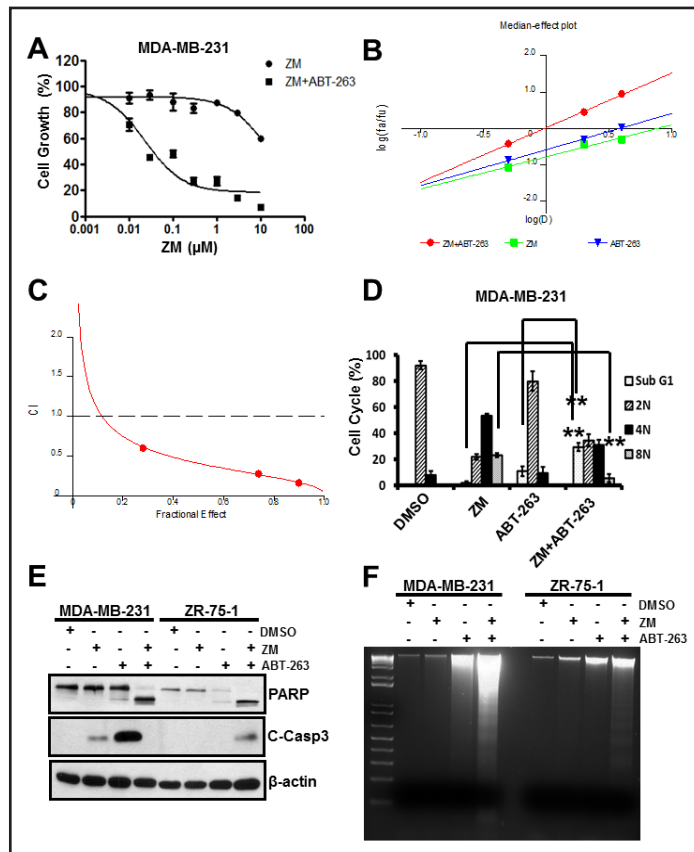 A
MDA-MB-231
ZM
ZM+ABT-263
Cell Growth (%)
120
100
80
60
40
20
0
0.001 0.01 0.1 1 10 100
ZM (µM)
B
Median-effect plot
log(fa/fu)
2.0
1.0
-1.0 -0.5 0.5 1.0
-1.0
-2.0
log(D)
ZM+ABT-263 ZM ABT-263
C
CI
2.0
1.0
0.5
0 0.2 0.4 0.6 0.8 1.0
Fractional Effect
D
MDA-MB-231
Cell Cycle (%)
100
80
60
40
20
0
**
** **
Sub G1
2N
4N
8N
DMSO ZM ABT-263 ZM+ABT-263
E
MDA-MB-231 ZR-75-1
+ - - - + - - - DMSO
- + - + - + - + ZM
- - + + - - + + ABT-263
PARP
C-Casp3
β-actin
F
MDA-MB-231 ZR-75-1
+ - - - + - - - DMSO
- + - + - + - + ZM
- - + + - - + + ABT-263